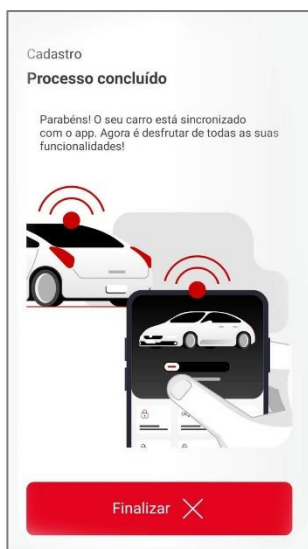 Cadastro
Processo concluído
Parabéns! O seu carro está sincronizado
com o app. Agora é desfrutar de todas as suas
funcionalidades!
Finalizar